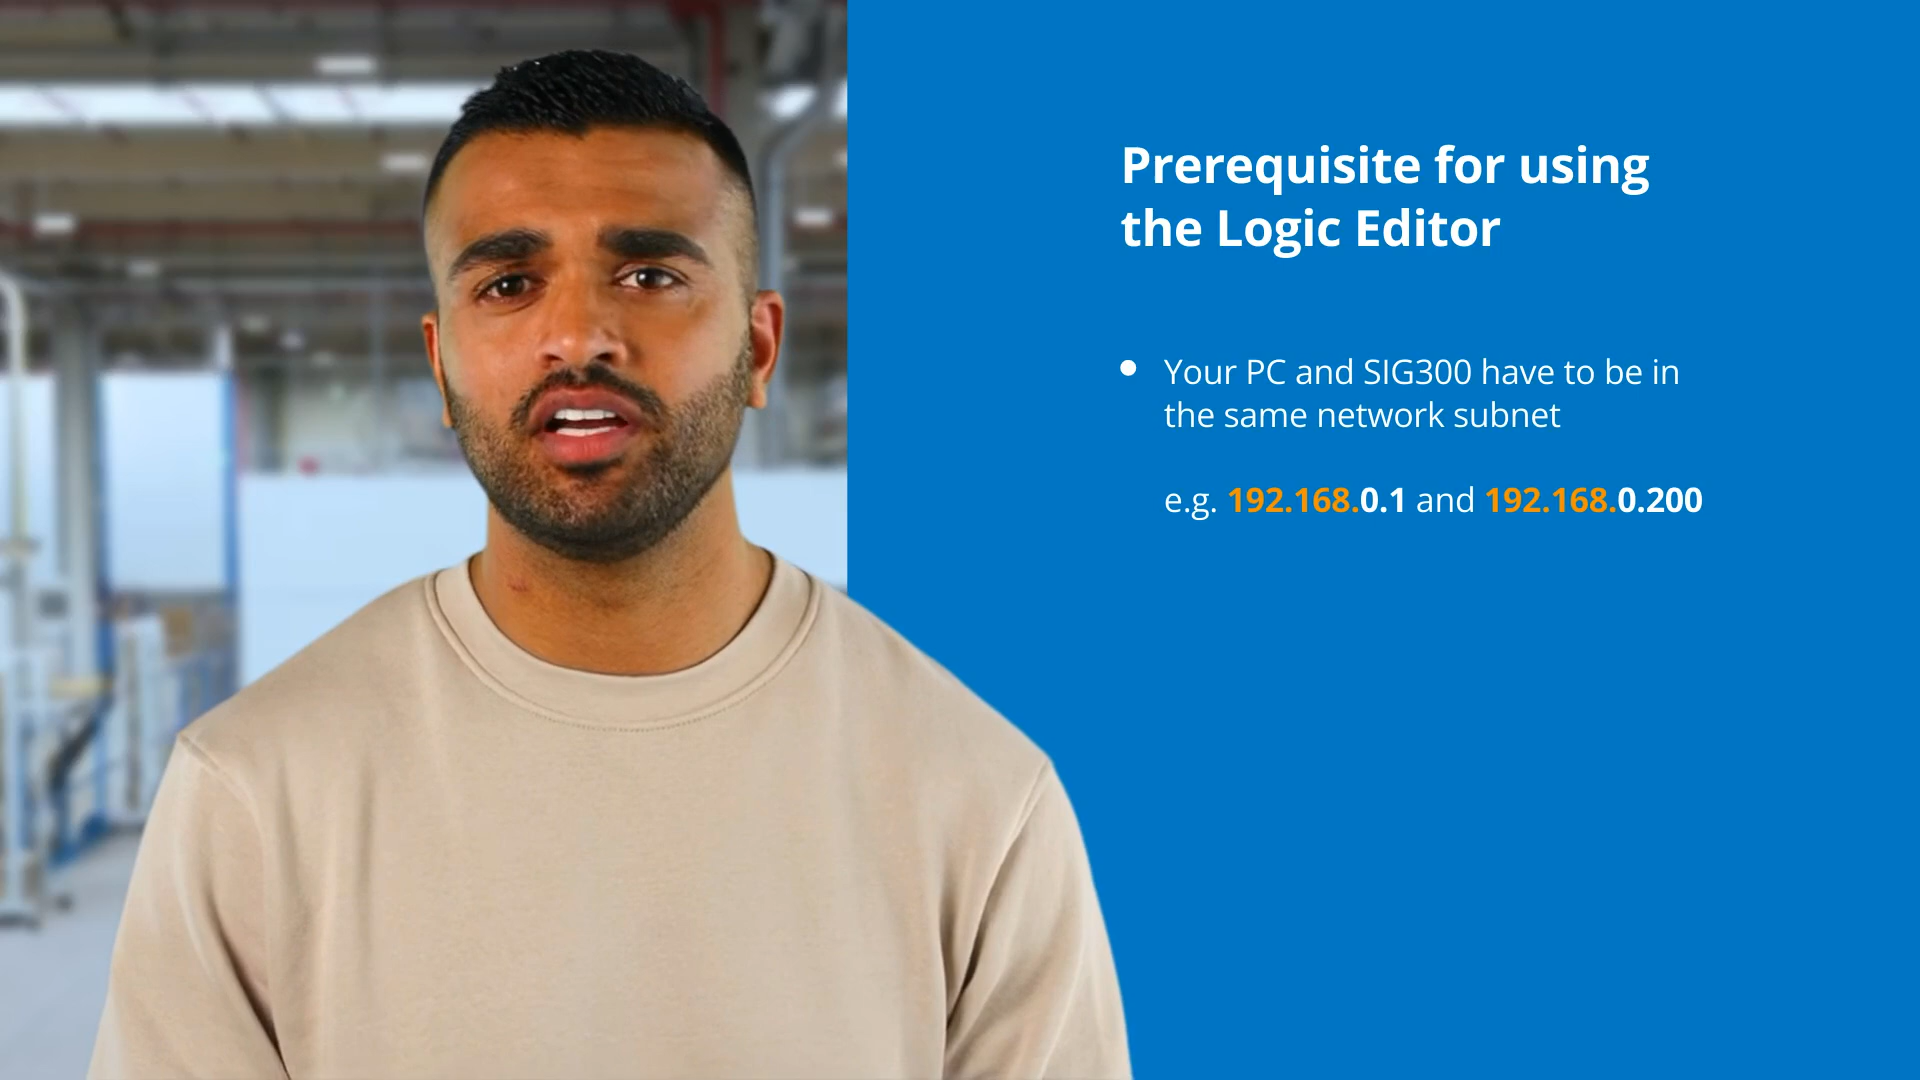 Prerequisite for using
the Logic Editor
• Your PC and SIG300 have to be in
the same network subnet
e.g. 192.168.0.1 and 192.168.0.200